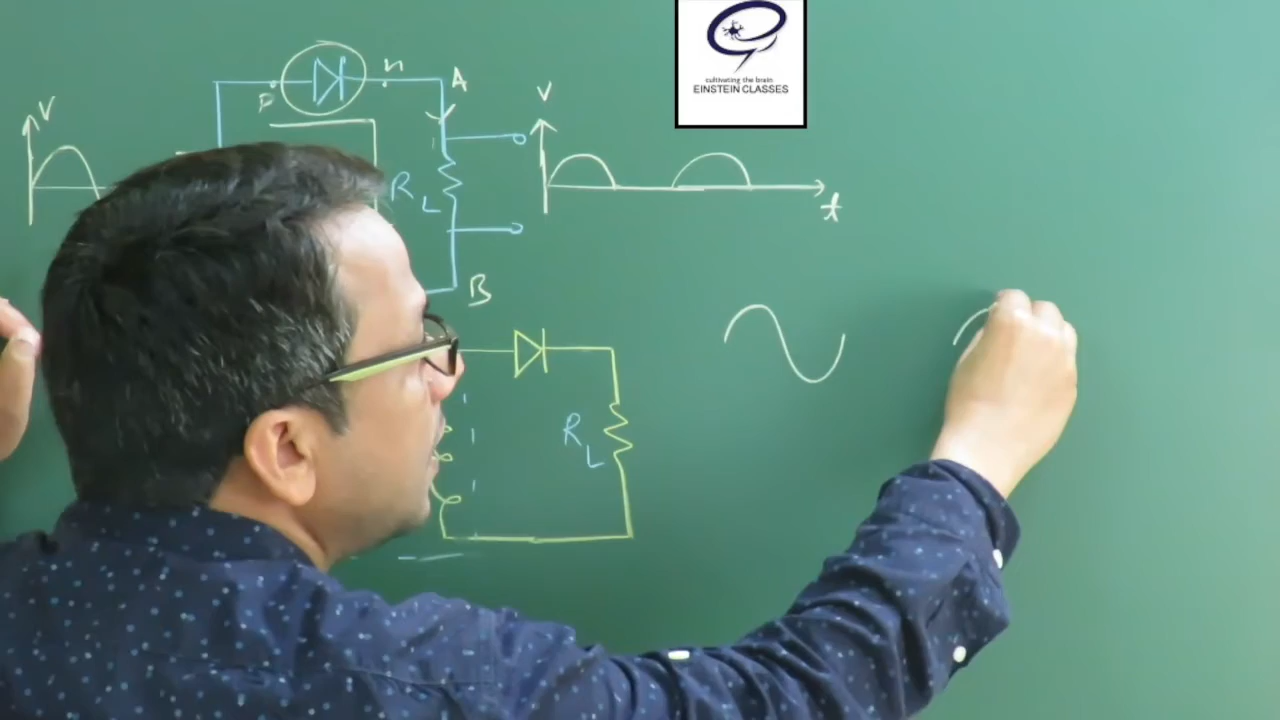 cultivating the brain
EINSTEIN CLASSES
V
P
n
A
R
L
B
V
t
R
L